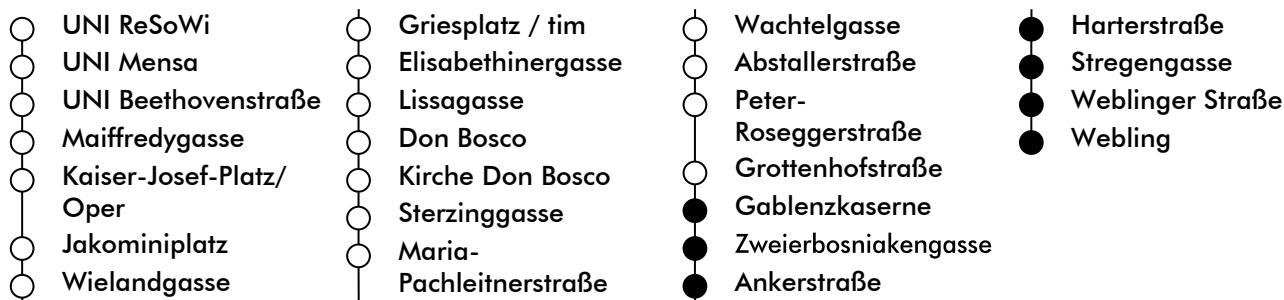 UNI ReSoWi
UNI Mensa
UNI Beethovenstraße
Maiffredygasse
Kaiser-Josef-Platz/
Oper
Jakominiplatz
Wielandgasse
Griesplatz / tim
Elisabethinergasse
Lissagasse
Don Bosco
Kirche Don Bosco
Sterzinggasse
Maria-
Pachleitnerstraße
Wachtelgasse
Abstallerstraße
Peter-
Roseggerstraße
Grottenhofstraße
Gablenzkaserne
Zweierbosniakengasse
Ankerstraße
Harterstraße
Stregengasse
Weblinger Straße
Webling